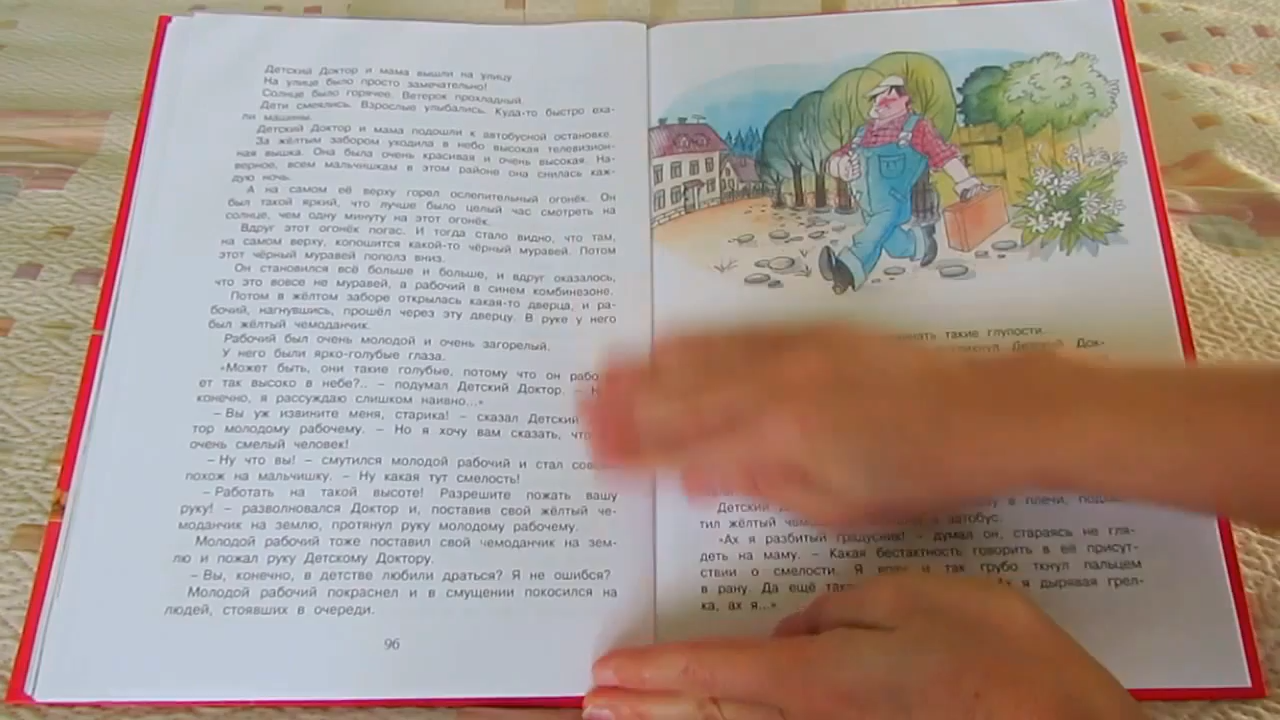 Детский Доктор и мама вышли на улицу
На улице было просто замечательно!
Солнце было горячее. Ветерок прохладный.
Дети смеялись. Взрослые улыбались. Куда-то быстро еха-
ли машины.
Детский Доктор и мама подошли к автобусной остановке.
За жёлтым забором уходила в небо высокая телевизион-
ная вышка. Она была очень красивая и очень высокая. На-
верное, всем мальчишкам в этом районе она снилась каж-
дую ночь.
А на самом её верху горел ослепительный огонёк. Он
был такой яркий, что лучше было целый час смотреть на
солнце, чем одну минуту на этот огонёк.
Вдруг этот огонёк погас. И тогда стало видно, что там,
на самом верху, копошится какой-то чёрный муравей. Потом
этот чёрный муравей пополз вниз.
Он становился всё больше и больше, и вдруг оказалось,
что это вовсе не муравей, а рабочий в синем комбинезоне.
Потом в жёлтом заборе открылась какая-то дверца, и ра-
бочий, нагнувшись, прошёл через эту дверцу. В руке у него
был жёлтый чемоданчик.
Рабочий был очень молодой и очень загорелый.
У него были ярко-голубые глаза.
«Может быть, они такие голубые, потому что он рабо
ет так высоко в небе?.. – подумал Детский Доктор. –
конечно, я рассуждаю слишком наивно...»
– Вы уж извините меня, старика! – сказал Детский
тор молодому рабочему. – Но я хочу вам сказать, что
очень смелый человек!
– Ну что вы! – смутился молодой рабочий и стал
похож на мальчишку. – Ну какая тут смелость!
– Работать на такой высоте! Разрешите пожать вашу
руку! – разволновался Доктор и, поставив свой жёлтый че-
моданчик на землю, протянул руку молодому рабочему.
Молодой рабочий тоже поставил свой чемоданчик на зем-
лю и пожал руку Детскому Доктору.
– Вы, конечно, в детстве любили драться? Я не ошибся?
Молодой рабочий покраснел и в смущении покосился на
людей, стоявших в очереди.
96
такие глупости.
Док-
в плечи,
тил жёлтый автобус.
«Ах я разбитый градусник! – думал он, стараясь не гля-
деть на маму. – Какая бестактность говорить в её присут-
ствии о смелости. Я и так грубо ткнул пальцем
в рану. Да ещё я дырявая грел-
ка, ах я...»